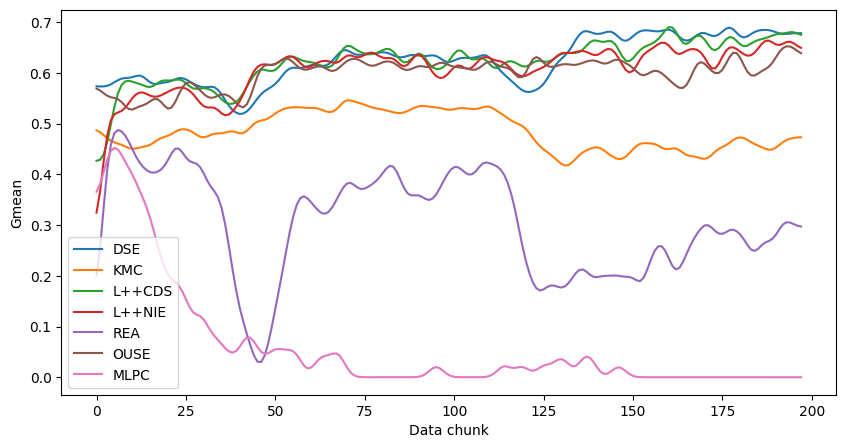 0.7
0.6
0.5
0.4
0.3
0.2
0.1
0.0
Gmean
DSE
KMC
L++CDS
L++NIE
REA
OUSE
MLPC
0 25 50 75 100 125 150 175 200
Data chunk